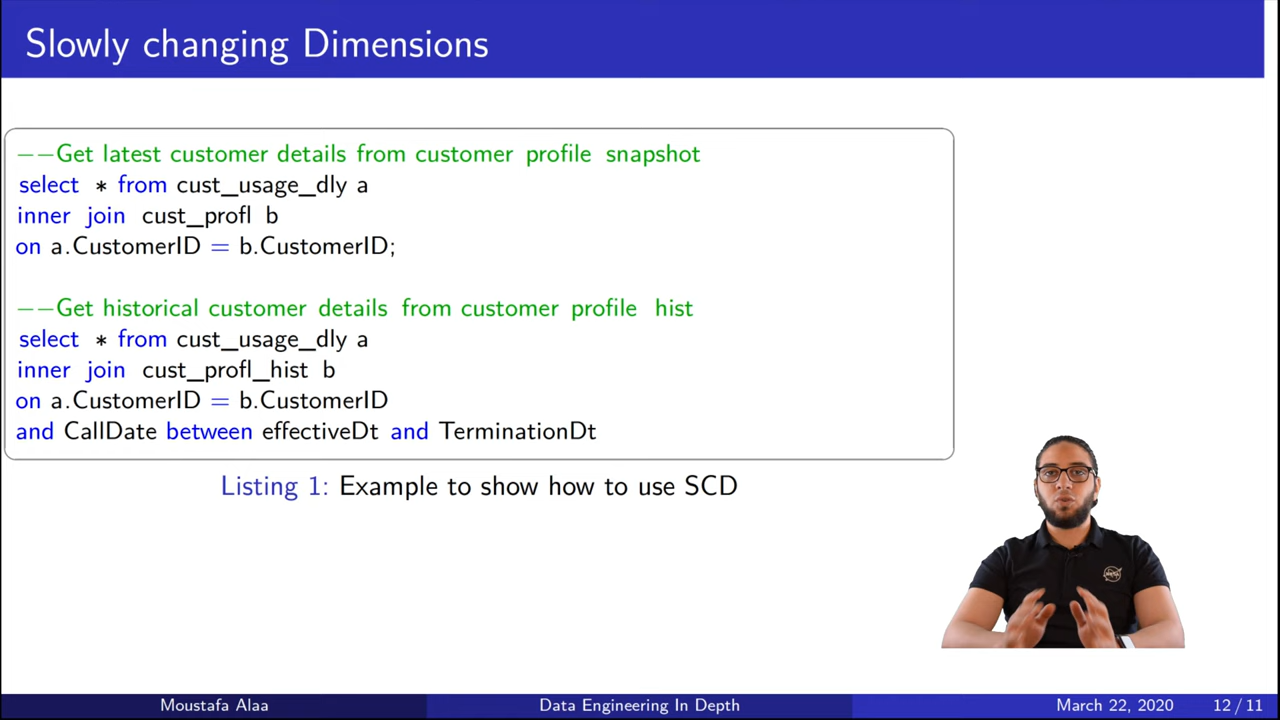 Slowly changing Dimensions
−−Get latest customer details from customer profile snapshot
select * from cust_usage_dly a
inner join cust_profl b
on a.CustomerID = b.CustomerID;
−−Get historical customer details from customer profile hist
select * from cust_usage_dly a
inner join cust_profl_hist b
on a.CustomerID = b.CustomerID
and CallDate between effectiveDt and TerminationDt
Listing 1: Example to show how to use SCD
NASA
Moustafa Alaa
Data Engineering In Depth
March 22, 2020
12 / 11